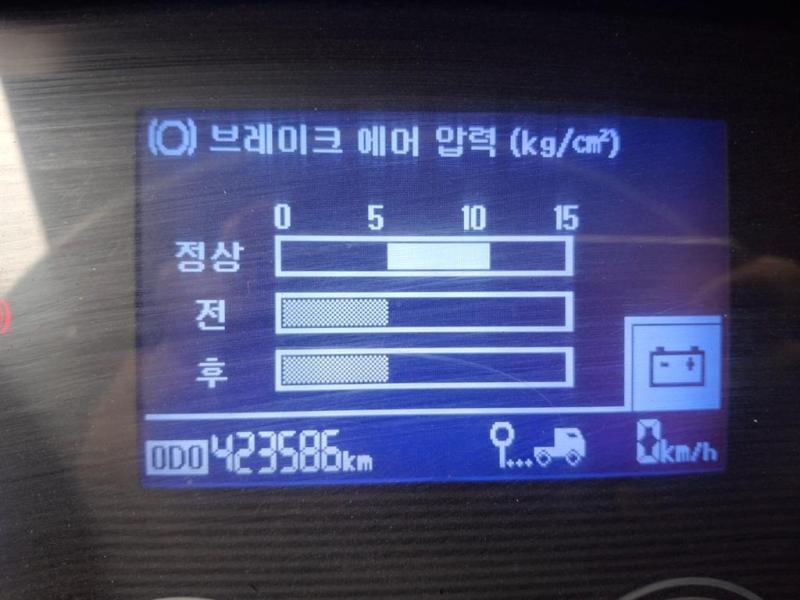 브레이크 에어 압력 (kg/cm²)
0 5 10 15
정상
전
후
ODO 423586km 0km/h